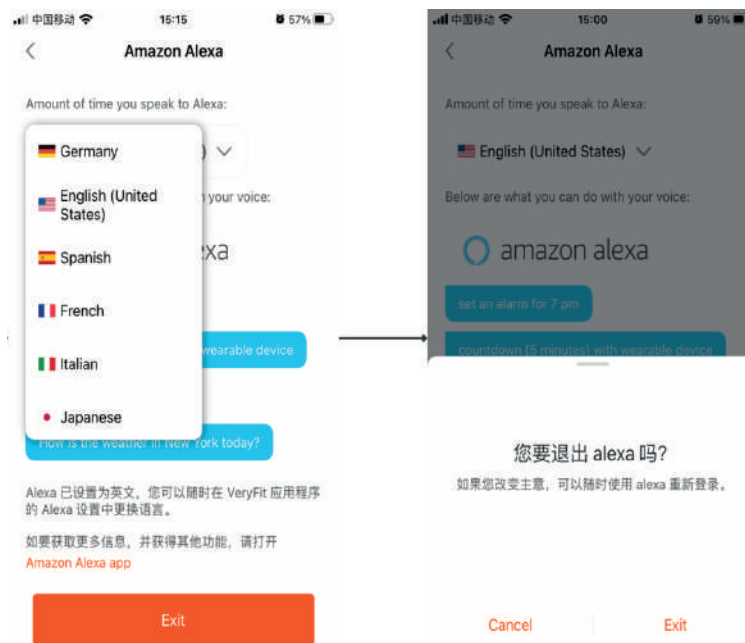 中国移动 15:15 57%
Amazon Alexa
Amount of time you speak to Alexa:
Germany
)
English (United
States)
your voice:
Spanish
exa
French
Italian
wearable device
Japanese
How is the weather in New York today?
Alexa 已设置为英文，您可以随时在 VeryFit 应用程序
的 Alexa 设置中更换语言。
如要获取更多信息，并获得其他功能，请打开
Amazon Alexa app
Exit
中国移动 15:00 59%
Amazon Alexa
Amount of time you speak to Alexa:
English (United States)
Below are what you can do with your voice:
amazon alexa
set an alarm for 7 pm
countdown (5 minutes) with wearable device
您要退出 alexa 吗?
如果您改变主意，可以随时使用 alexa 重新登录。
Cancel Exit